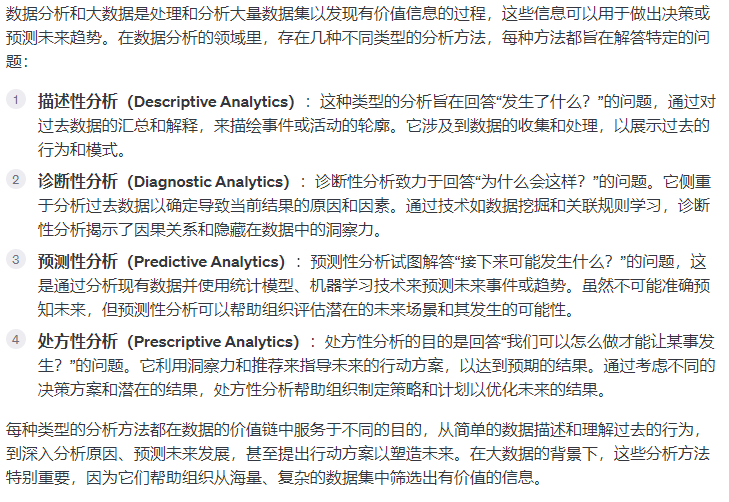 数据分析和大数据是处理和分析大量数据集以发现有价值信息的过程，这些信息可以用于做出决策或
预测未来趋势。在数据分析的领域里，存在几种不同类型的分析方法，每种方法都旨在解答特定的问
题：
1 描述性分析（Descriptive Analytics）：这种类型的分析旨在回答“发生了什么？”的问题，通过对
过去数据的汇总和解释，来描绘事件或活动的轮廓。它涉及到数据的收集和处理，以展示过去的
行为和模式。
2 诊断性分析（Diagnostic Analytics）：诊断性分析致力于回答“为什么会这样？”的问题。它侧重
于分析过去数据以确定导致当前结果的原因和因素。通过技术如数据挖掘和关联规则学习，诊断
性分析揭示了因果关系和隐藏在数据中的洞察力。
3 预测性分析（Predictive Analytics）：预测性分析试图解答“接下来可能发生什么？”的问题，这
是通过分析现有数据并使用统计模型、机器学习技术来预测未来事件或趋势。虽然不可能准确预
知未来，但预测性分析可以帮助组织评估潜在的未来场景和其发生的可能性。
4 处方性分析（Prescriptive Analytics）：处方性分析的目的是回答“我们可以怎么做才能让某事发
生？”的问题。它利用洞察力和推荐来指导未来的行动方案，以达到预期的结果。通过考虑不同的
决策方案和潜在的结果，处方性分析帮助组织制定策略和计划以优化未来的结果。
每种类型的分析方法都在数据的价值链中服务于不同的目的，从简单的数据描述和理解过去的行为，
到深入分析原因、预测未来发展，甚至提出行动方案以塑造未来。在大数据的背景下，这些分析方法
特别重要，因为它们帮助组织从海量、复杂的数据集中筛选出有价值的信息。